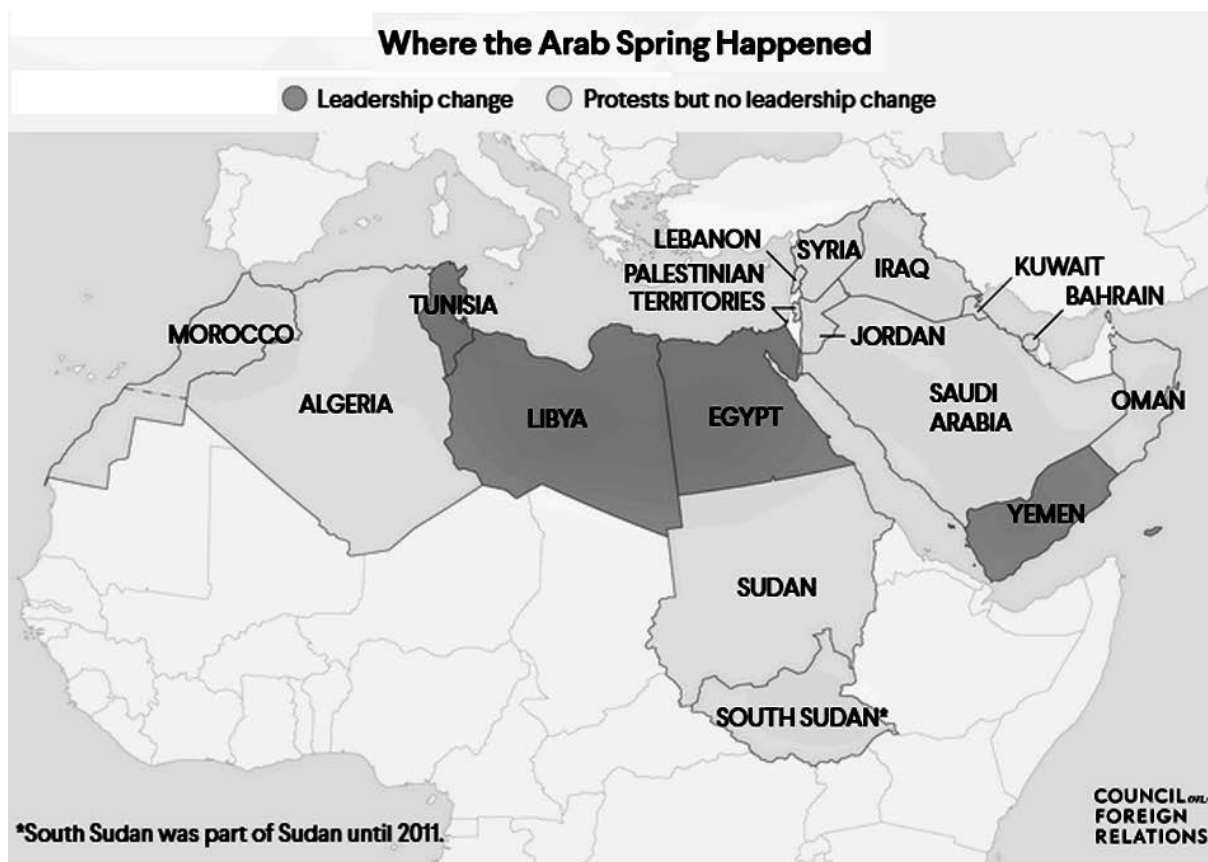 Where the Arab Spring Happened
Leadership change
Protests but no leadership change
LEBANON
SYRIA
PALESTINIAN
TERRITORIES
IRAQ
KUWAIT
BAHRAIN
TUNISIA
MOROCCO
JORDAN
ALGERIA
LIBYA
EGYPT
SAUDI
ARABIA
OMAN
YEMEN
SUDAN
SOUTH SUDAN*
*South Sudan was part of Sudan until 2011.
COUNCIL
FOREIGN
RELATIONS